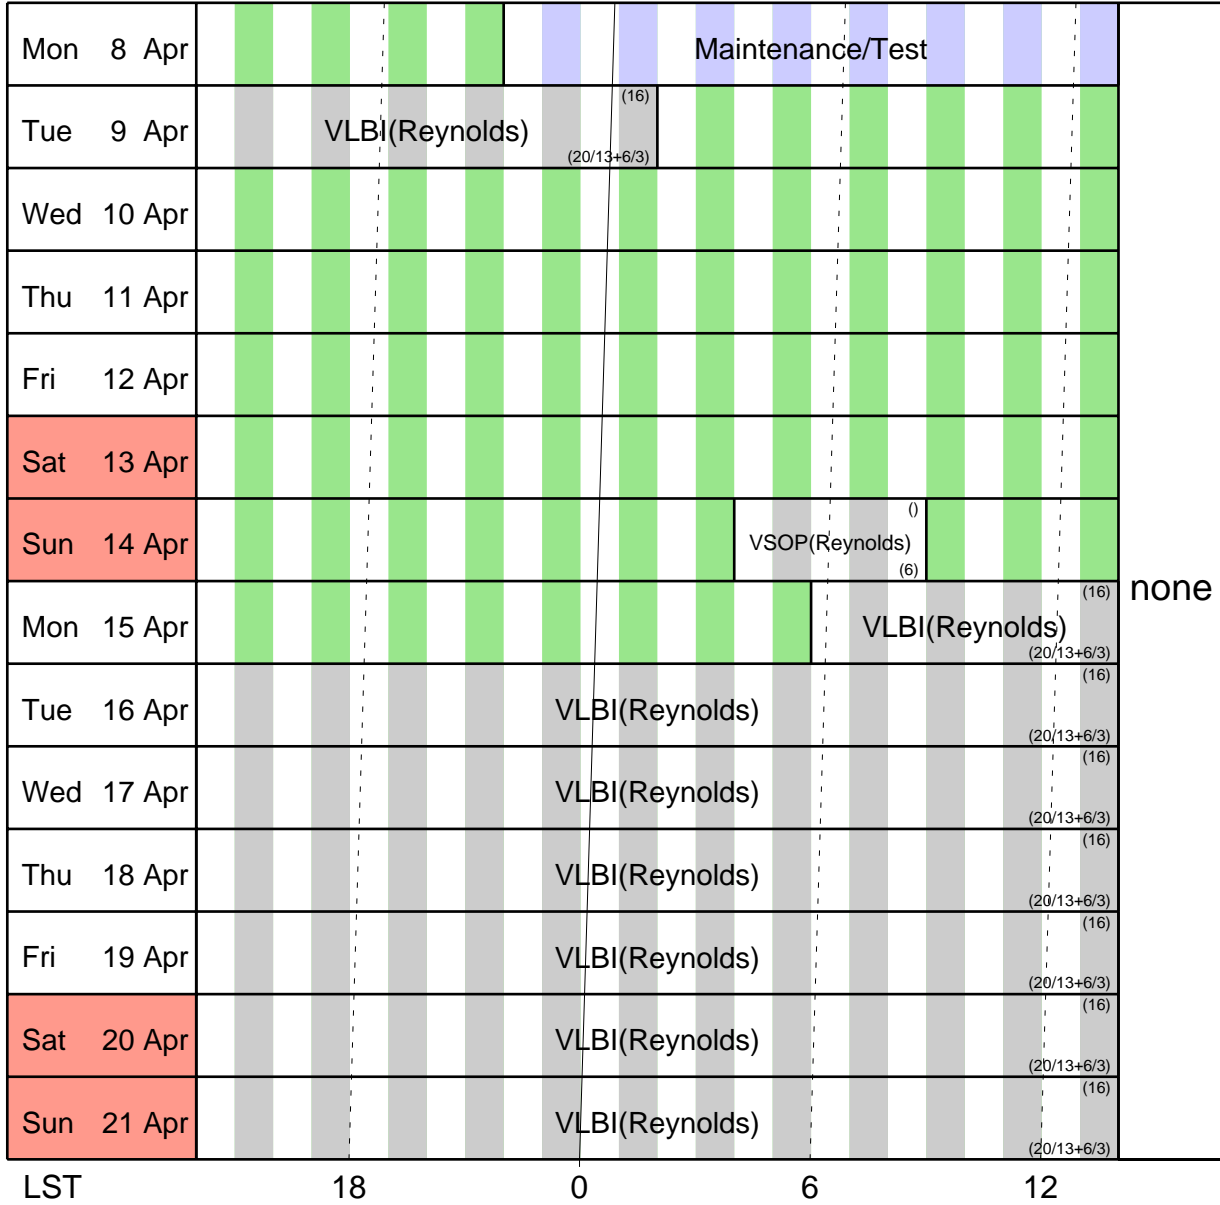 Mon 8 Apr Maintenance/Test
(16)
Tue 9 Apr VLBI(Reynolds)
(20/13+6/3)
Wed 10 Apr
Thu 11 Apr
Fri 12 Apr
Sat 13 Apr
()
Sun 14 Apr VSOP(Reynolds)
(6)
none
(16)
Mon 15 Apr VLBI(Reynolds)
(20/13+6/3)
(16)
Tue 16 Apr VLBI(Reynolds)
(20/13+6/3)
(16)
Wed 17 Apr VLBI(Reynolds)
(20/13+6/3)
(16)
Thu 18 Apr VLBI(Reynolds)
(20/13+6/3)
(16)
Fri 19 Apr VLBI(Reynolds)
(20/13+6/3)
(16)
Sat 20 Apr VLBI(Reynolds)
(20/13+6/3)
(16)
Sun 21 Apr VLBI(Reynolds)
(20/13+6/3)
LST 18 0 6 12